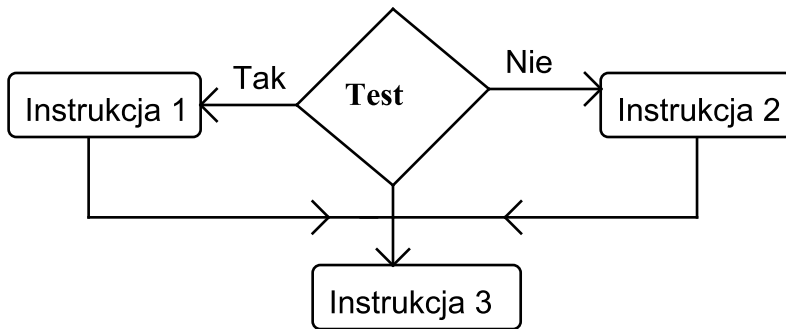 Tak
Nie
Instrukcja 1
Test
Instrukcja 2
Instrukcja 3